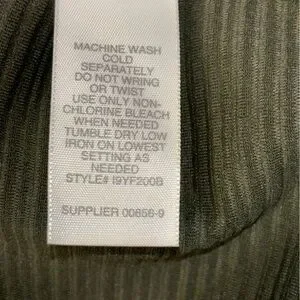 MACHINE WASH
COLD
SEPARATELY
DO NOT WRING
OR TWIST
USE ONLY NON-
CHLORINE BLEACH
WHEN NEEDED
TUMBLE DRY LOW
IRON ON LOWEST
SETTING AS
NEEDED
STYLE# I9YF200B
SUPPLIER 00656-9